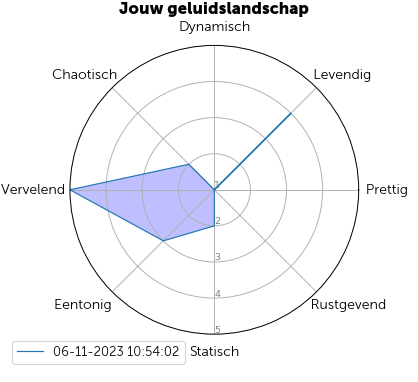 Jouw geluidslandschap
Dynamisch
Chaotisch
Levendig
Vervelend
Prettig
1
2
3
4
5
Eentonig
Rustgevend
06-11-2023 10:54:02
Statisch